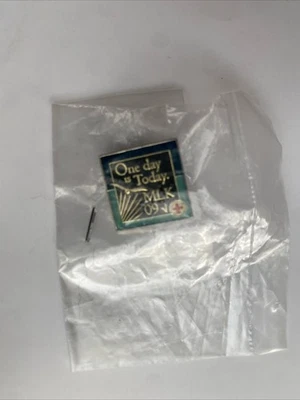 One day
is Today.
MLK
09